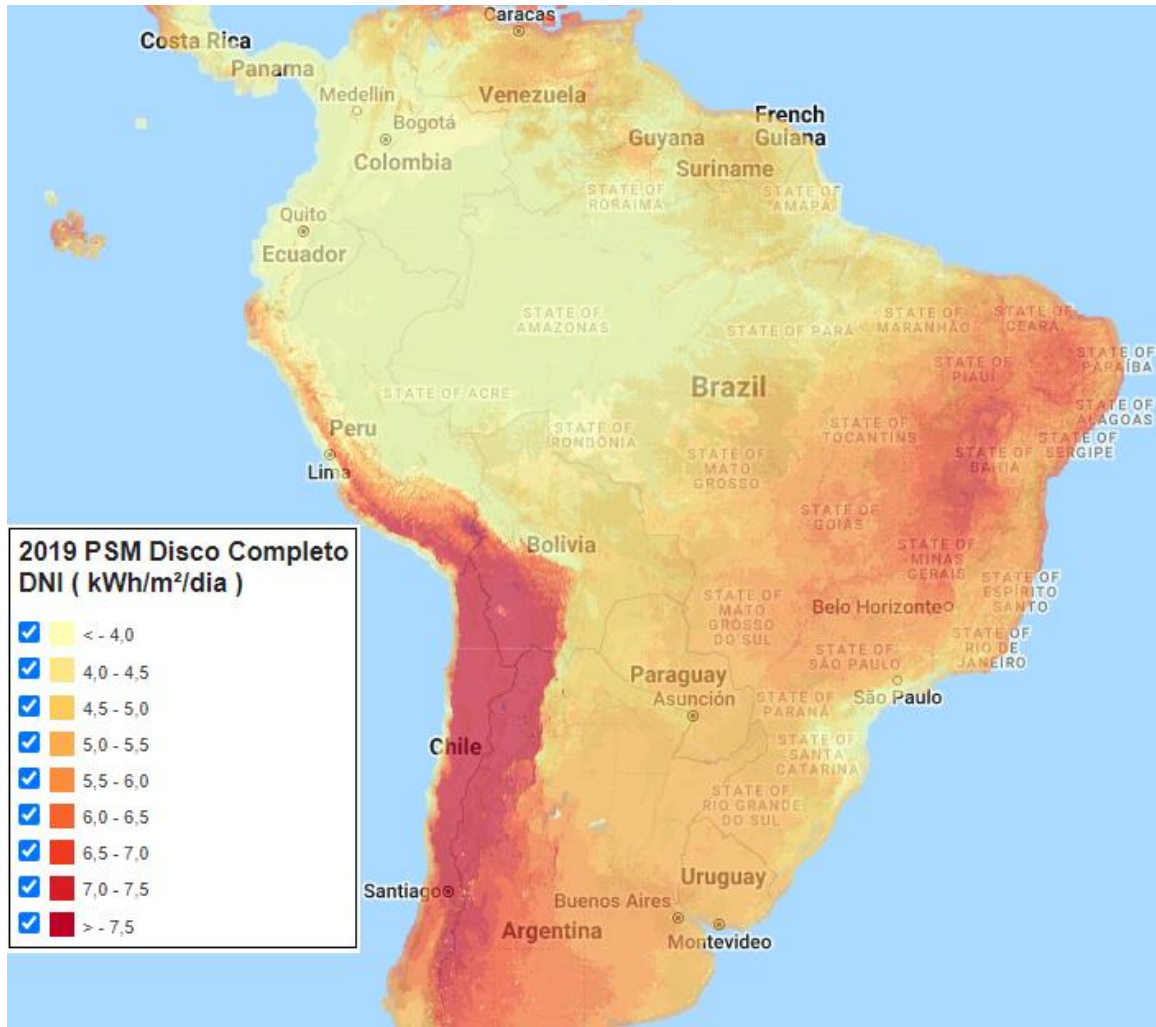 Caracas
Costa Rica
Panama
Venezuela
Medellín
Bogotá
Colombia
French
Guiana
Guyana
Suriname
STATE OF
RORAIMA
STATE OF
AMAPÁ
Quito
Ecuador
STATE OF
AMAZONAS
STATE OF PARÁ
STATE OF
MARANHÃO
STATE OF
CEARÁ
STATE OF
PARAÍBA
STATE OF
PIAUÍ
Brazil
STATE OF ACRE
STATE OF
ALAGOAS
STATE OF
SERGIPE
Peru
Lima
STATE OF
RONDÔNIA
STATE OF
TOCANTINS
STATE OF
MATO
GROSSO
STATE OF
BAHIA
STATE OF
GOIÁS
Bolivia
STATE OF
MINAS
GERAIS
STATE OF
ESPÍRITO
SANTO
Belo Horizonte
STATE OF
MATO
GROSSO
DO SUL
STATE OF
RIO DE
JANEIRO
STATE OF
SÃO PAULO
São Paulo
Paraguay
Asunción
STATE OF
PARANÁ
STATE OF
SANTA
CATARINA
Chile
STATE OF
RIO GRANDE
DO SUL
Santiago
Uruguay
Buenos Aires
Argentina
Montevideo
2019 PSM Disco Completo
DNI ( kWh/m²/dia )
< - 4,0
4,0 - 4,5
4,5 - 5,0
5,0 - 5,5
5,5 - 6,0
6,0 - 6,5
6,5 - 7,0
7,0 - 7,5
> - 7,5